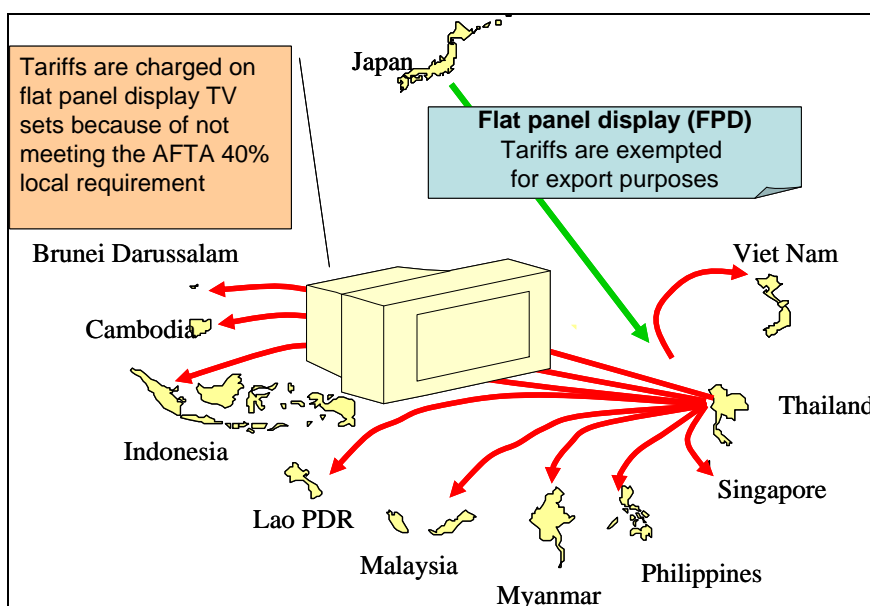 Japan
Tariffs are charged on
flat panel display TV
sets because of not
meeting the AFTA 40%
local requirement
Flat panel display (FPD)
Tariffs are exempted
for export purposes
Brunei Darussalam
Viet Nam
Cambodia
Thailand
Indonesia
Singapore
Lao PDR
Malaysia
Philippines
Myanmar